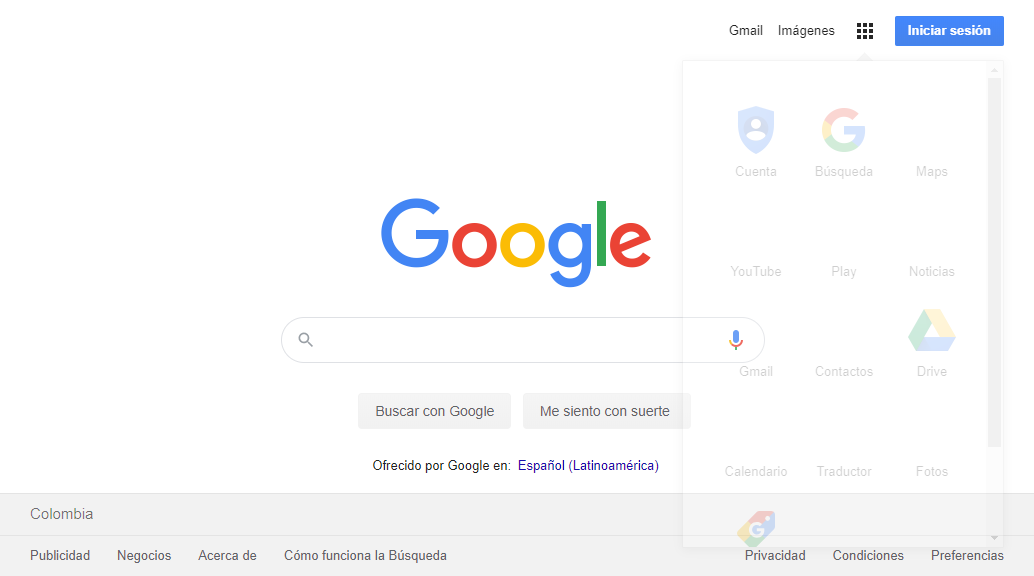 Gmail Imágenes Iniciar sesión
Cuenta Búsqueda Maps
Google
YouTube Play Noticias
Gmail Contactos Drive
Buscar con Google Me siento con suerte
Ofrecido por Google en: Español (Latinoamérica)
Calendario Traductor Fotos
Colombia
Publicidad Negocios Acerca de Cómo funciona la Búsqueda Privacidad Condiciones Preferencias